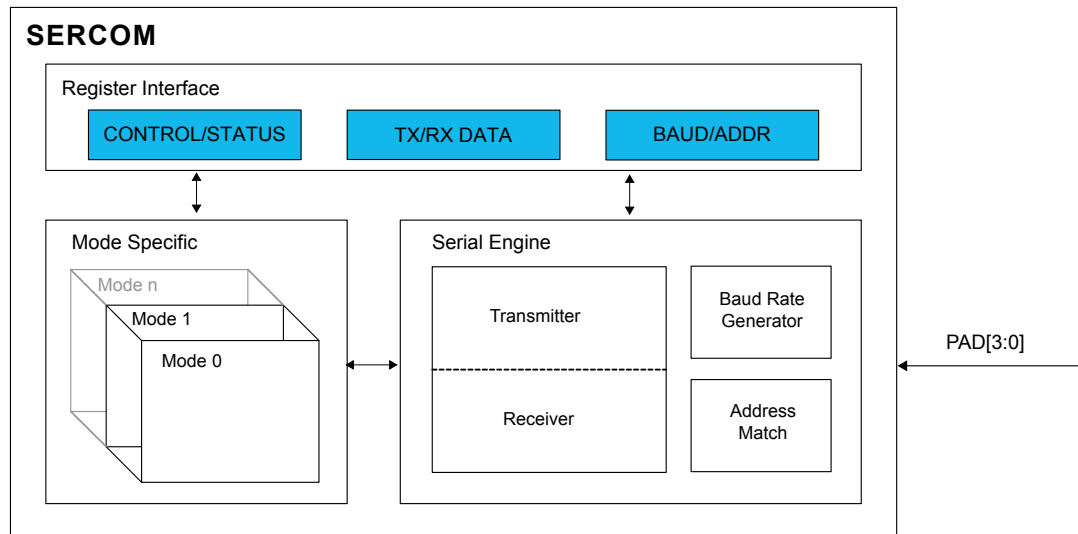 SERCOM
Register Interface
CONTROL/STATUS
TX/RX DATA
BAUD/ADDR
Mode Specific
Mode n
Mode 1
Mode 0
Serial Engine
Transmitter
Receiver
Baud Rate
Generator
Address
Match
PAD[3:0]